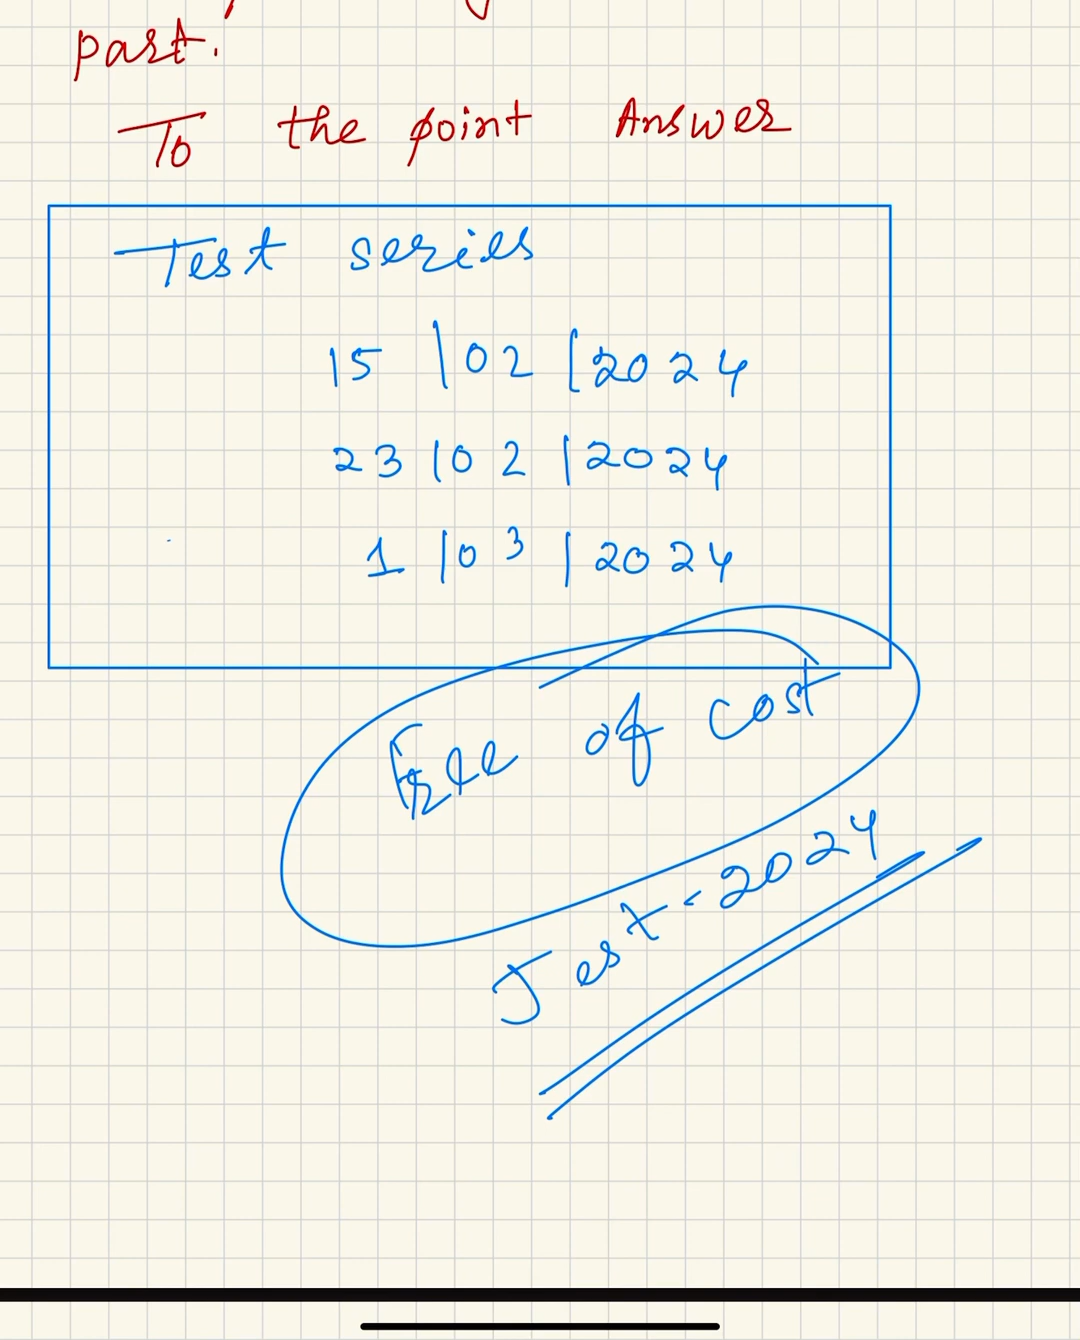 part.
To the point Answer
Test series
15 | 02 | 2024
23 | 02 | 2024
1 | 03 | 2024
Free of cost
Jest - 2024